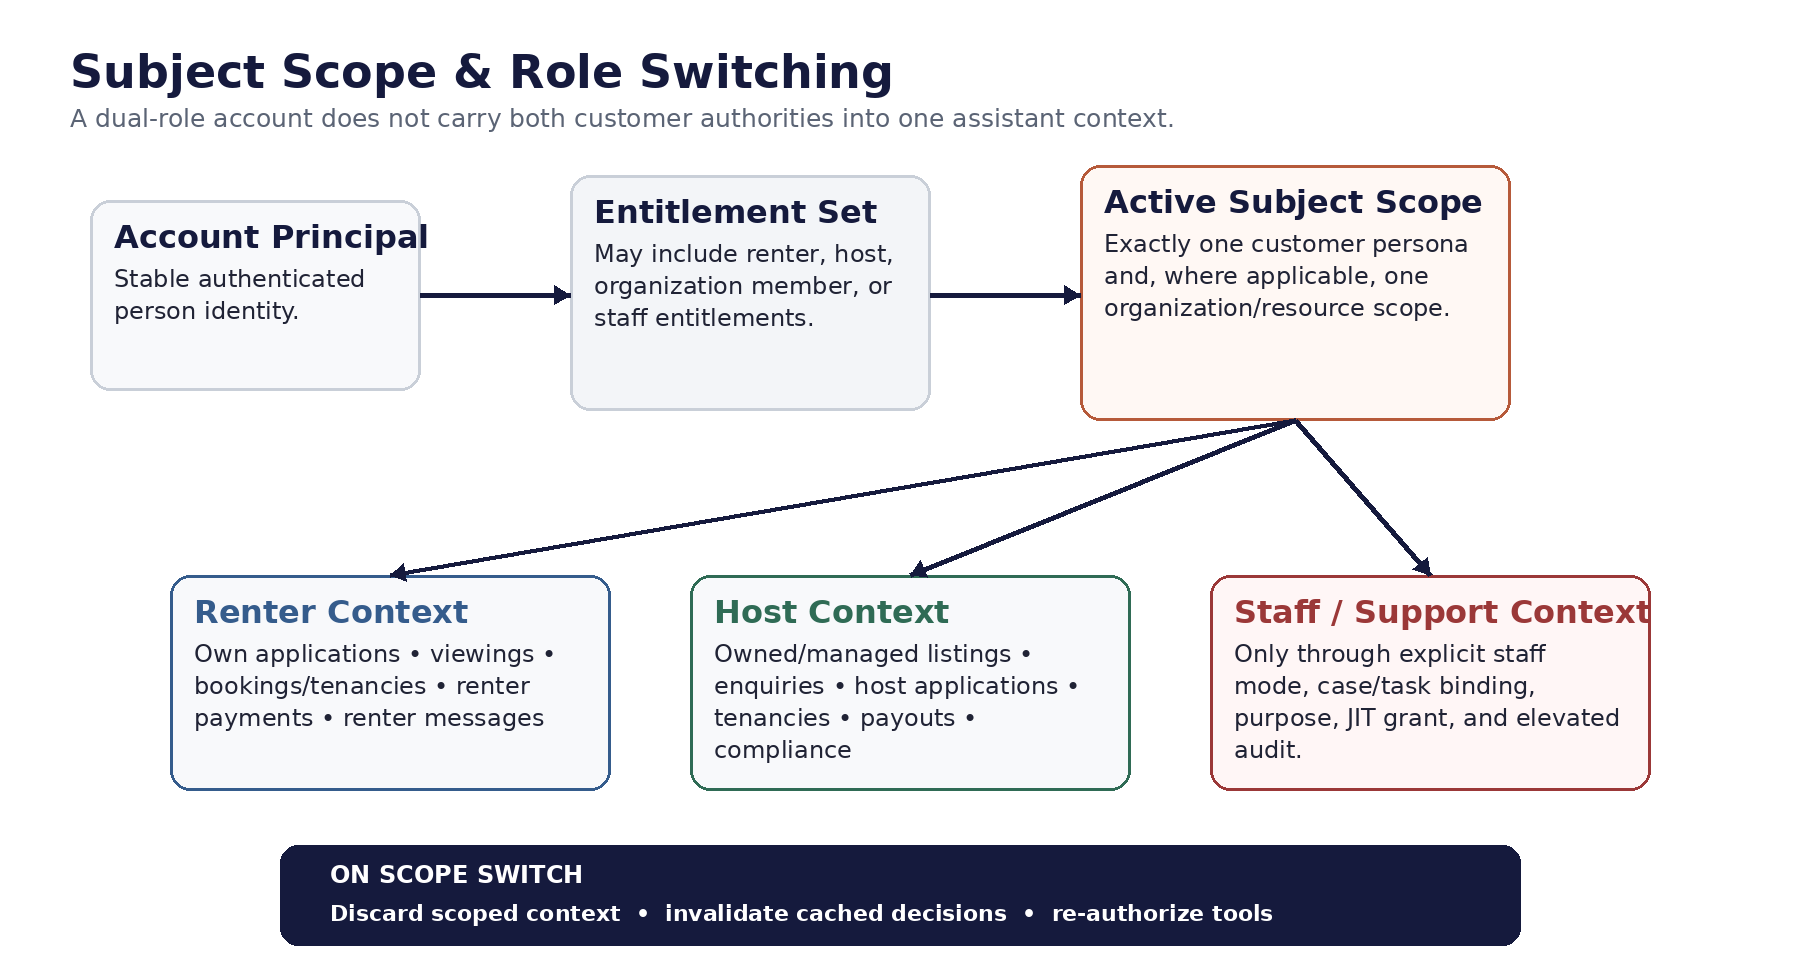 Subject Scope & Role Switching
A dual-role account does not carry both customer authorities into one assistant context.
Account Principal
Stable authenticated
person identity.
Entitlement Set
May include renter, host,
organization member, or
staff entitlements.
Active Subject Scope
Exactly one customer persona
and, where applicable, one
organization/resource scope.
Renter Context
Own applications • viewings •
bookings/tenancies • renter
payments • renter messages
Host Context
Owned/managed listings •
enquiries • host applications •
tenancies • payouts •
compliance
Staff / Support Context
Only through explicit staff
mode, case/task binding,
purpose, JIT grant, and elevated
audit.
ON SCOPE SWITCH
Discard scoped context • invalidate cached decisions • re-authorize tools